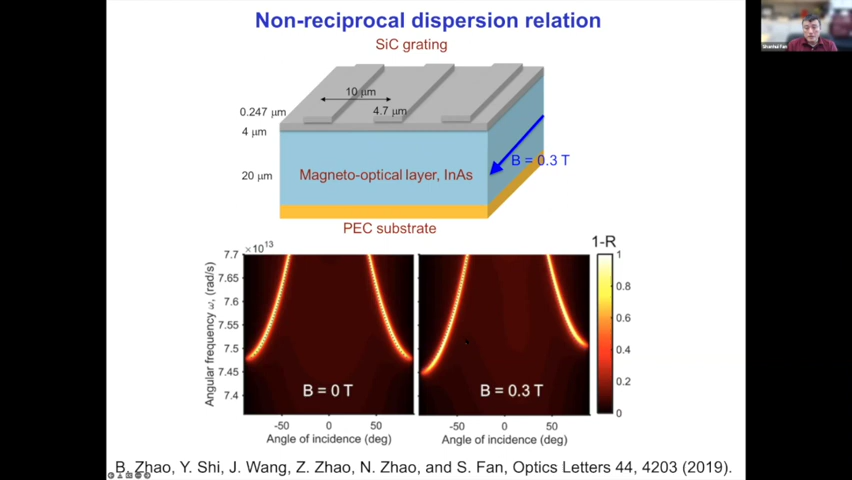 Non-reciprocal dispersion relation
SiC grating
10 μm
4.7 μm
0.247 μm
4 μm
B = 0.3 T
20 μm
Magneto-optical layer, InAs
PEC substrate
×10¹³
1-R
7.7
7.65
7.6
7.55
7.5
7.45
7.4
Angular frequency ω, (rad/s)
B = 0 T
B = 0.3 T
1
0.8
0.6
0.4
0.2
0
-50 0 50
-50 0 50
Angle of incidence (deg)
Angle of incidence (deg)
B. Zhao, Y. Shi, J. Wang, Z. Zhao, N. Zhao, and S. Fan, Optics Letters 44, 4203 (2019).
Shanhui Fan